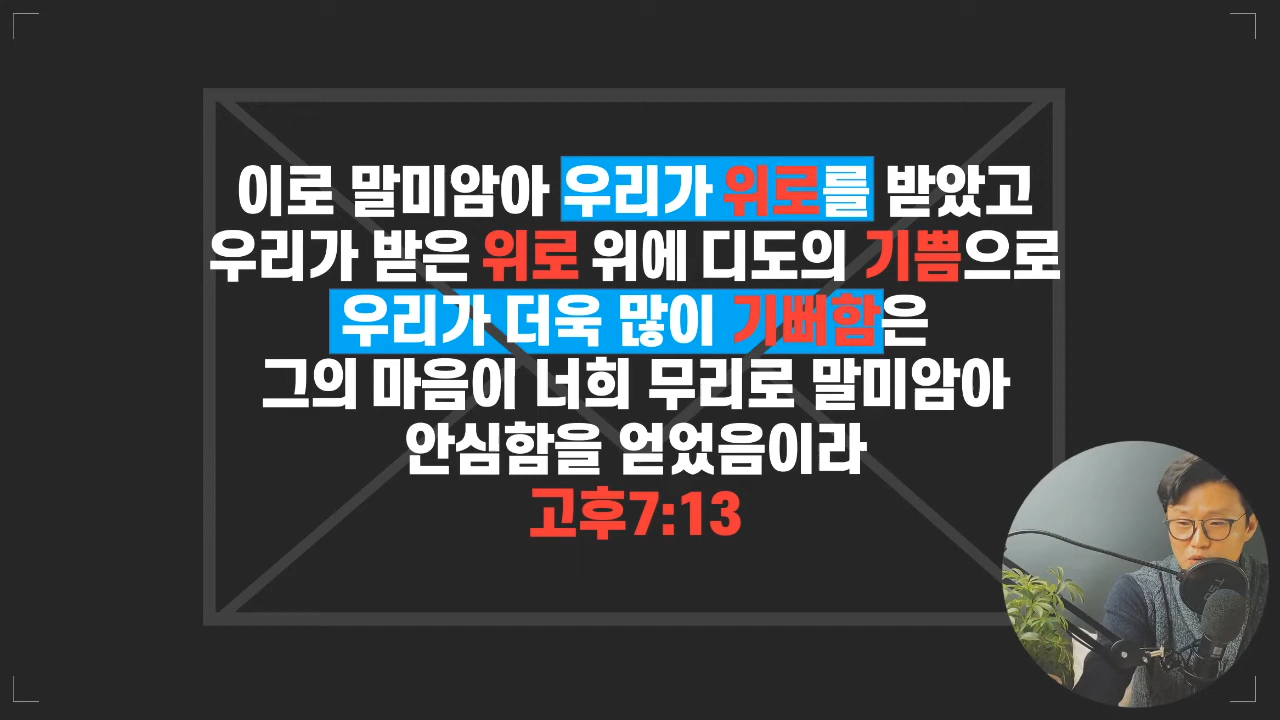 이로 말미암아 우리가 위로를 받았고
우리가 받은 위로 위에 디도의 기쁨으로
우리가 더욱 많이 기뻐함은
그의 마음이 너희 무리로 말미암아
안심함을 얻었음이라
고후7:13